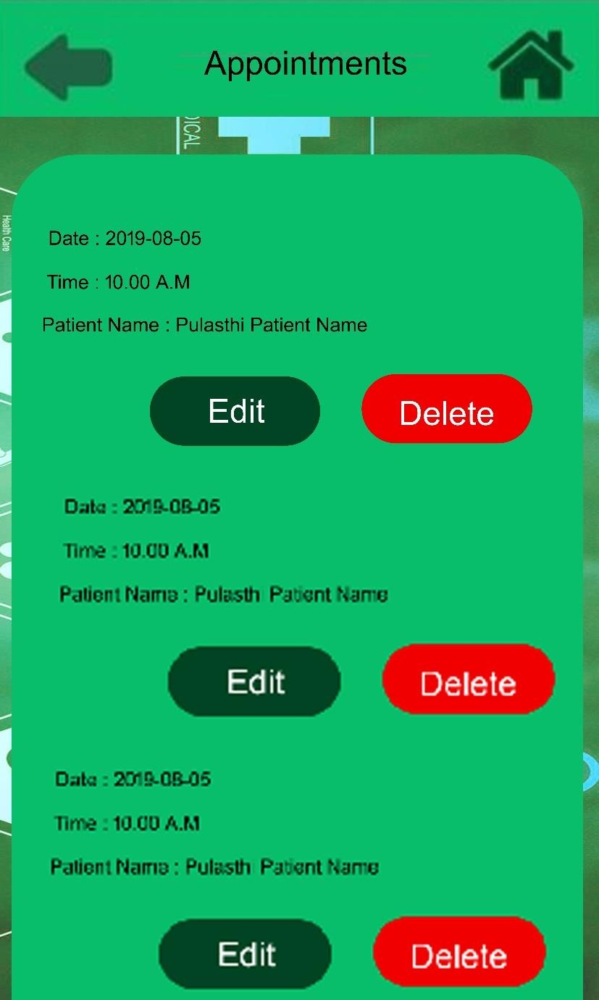 Appointments
DICAL
Health Care
Date : 2019-08-05
Time : 10.00 A.M
Patient Name : Pulasthi Patient Name
Edit Delete
Date : 2019-08-05
Time : 10.00 A.M
Patient Name : Pulasth Patient Name
Edit Delete
Date : 2019-08-05
Time : 10.00 A.M
Patient Name : Pulasth Patient Name
Edit Delete